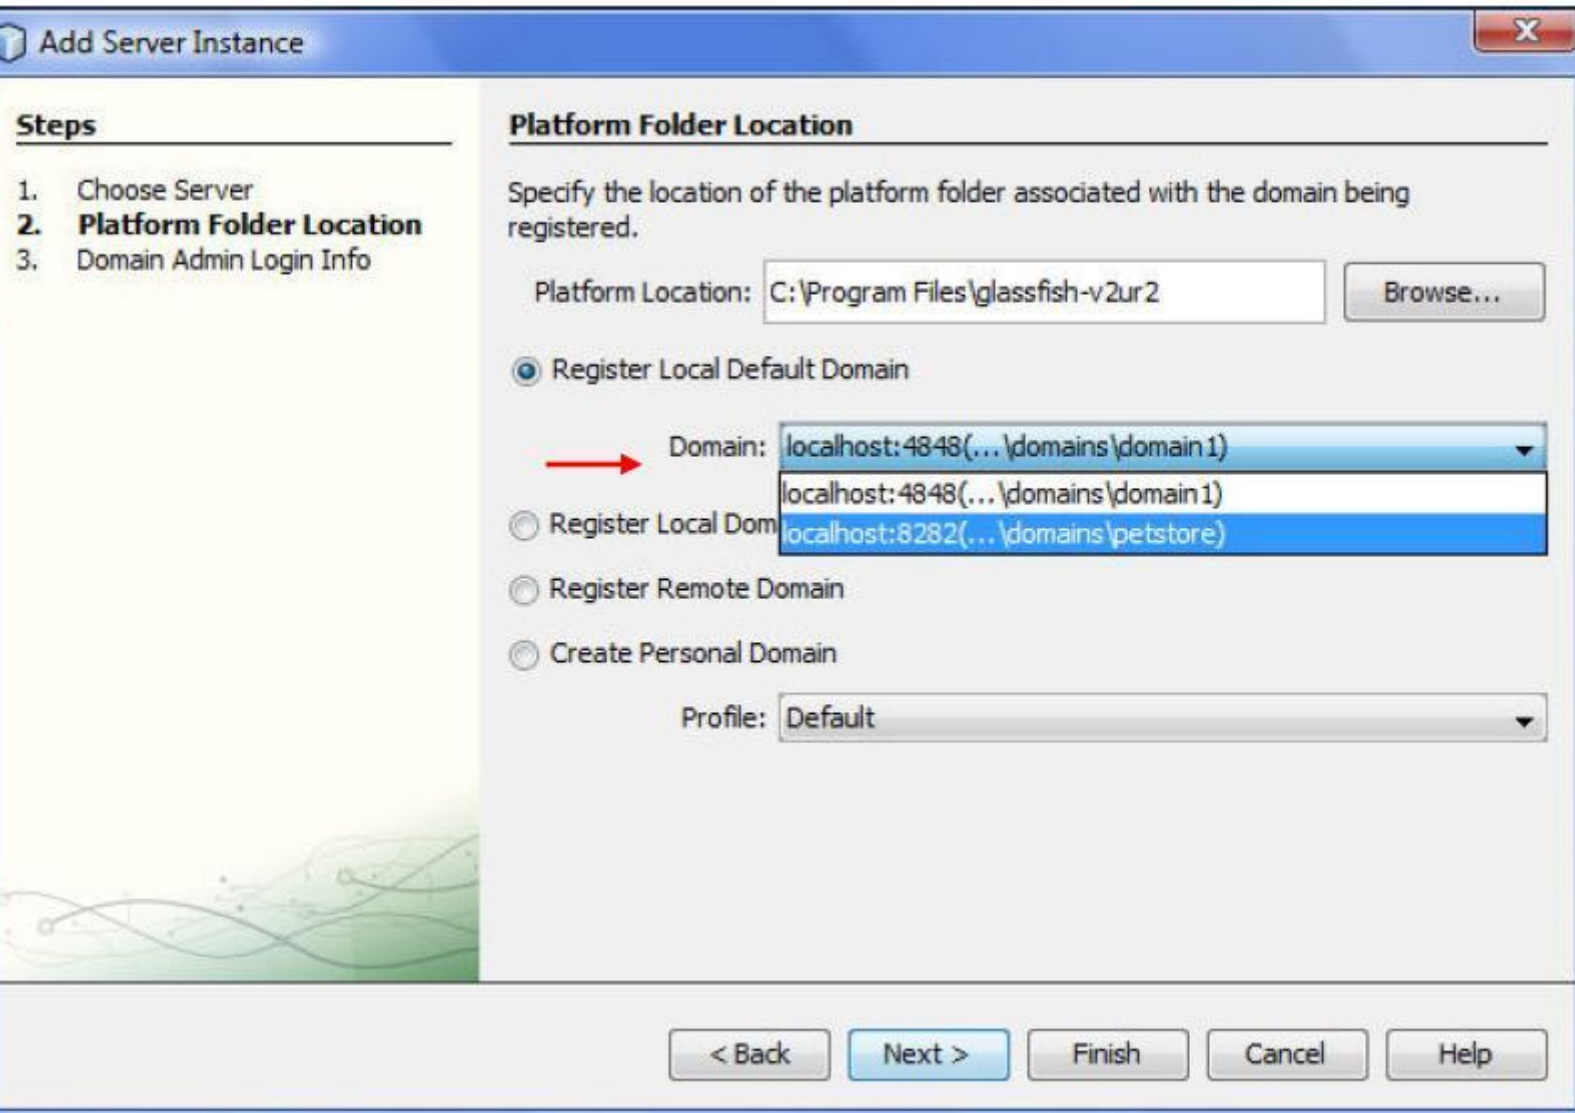 Add Server Instance
X
Steps
1. Choose Server
2. Platform Folder Location
3. Domain Admin Login Info
Platform Folder Location
Specify the location of the platform folder associated with the domain being
registered.
Platform Location: C:\Program Files\glassfish-v2ur2 Browse...
Register Local Default Domain
Domain: localhost:4848(...\domains\domain1)
localhost:4848(...\domains\domain1)
Register Local Dom localhost:8282(...\domains\petstore)
Register Remote Domain
Create Personal Domain
Profile: Default
< Back Next > Finish Cancel Help